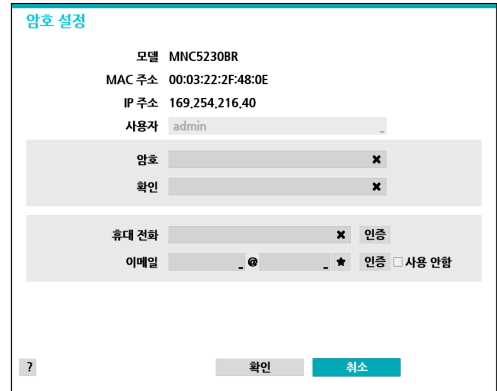 암호 설정
모델 MNC5230BR
MAC 주소 00:03:22:2F:48:0E
IP 주소 169.254.216.40
사용자 admin
암호
확인
휴대 전화 인증
이메일 @ 인증 사용 안함
? 확인 취소